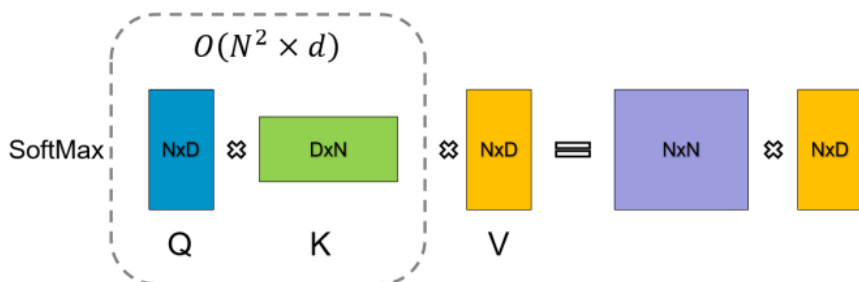 O(N² × d)
SoftMax NxD × DxN × NxD = NxN × NxD
Q K V